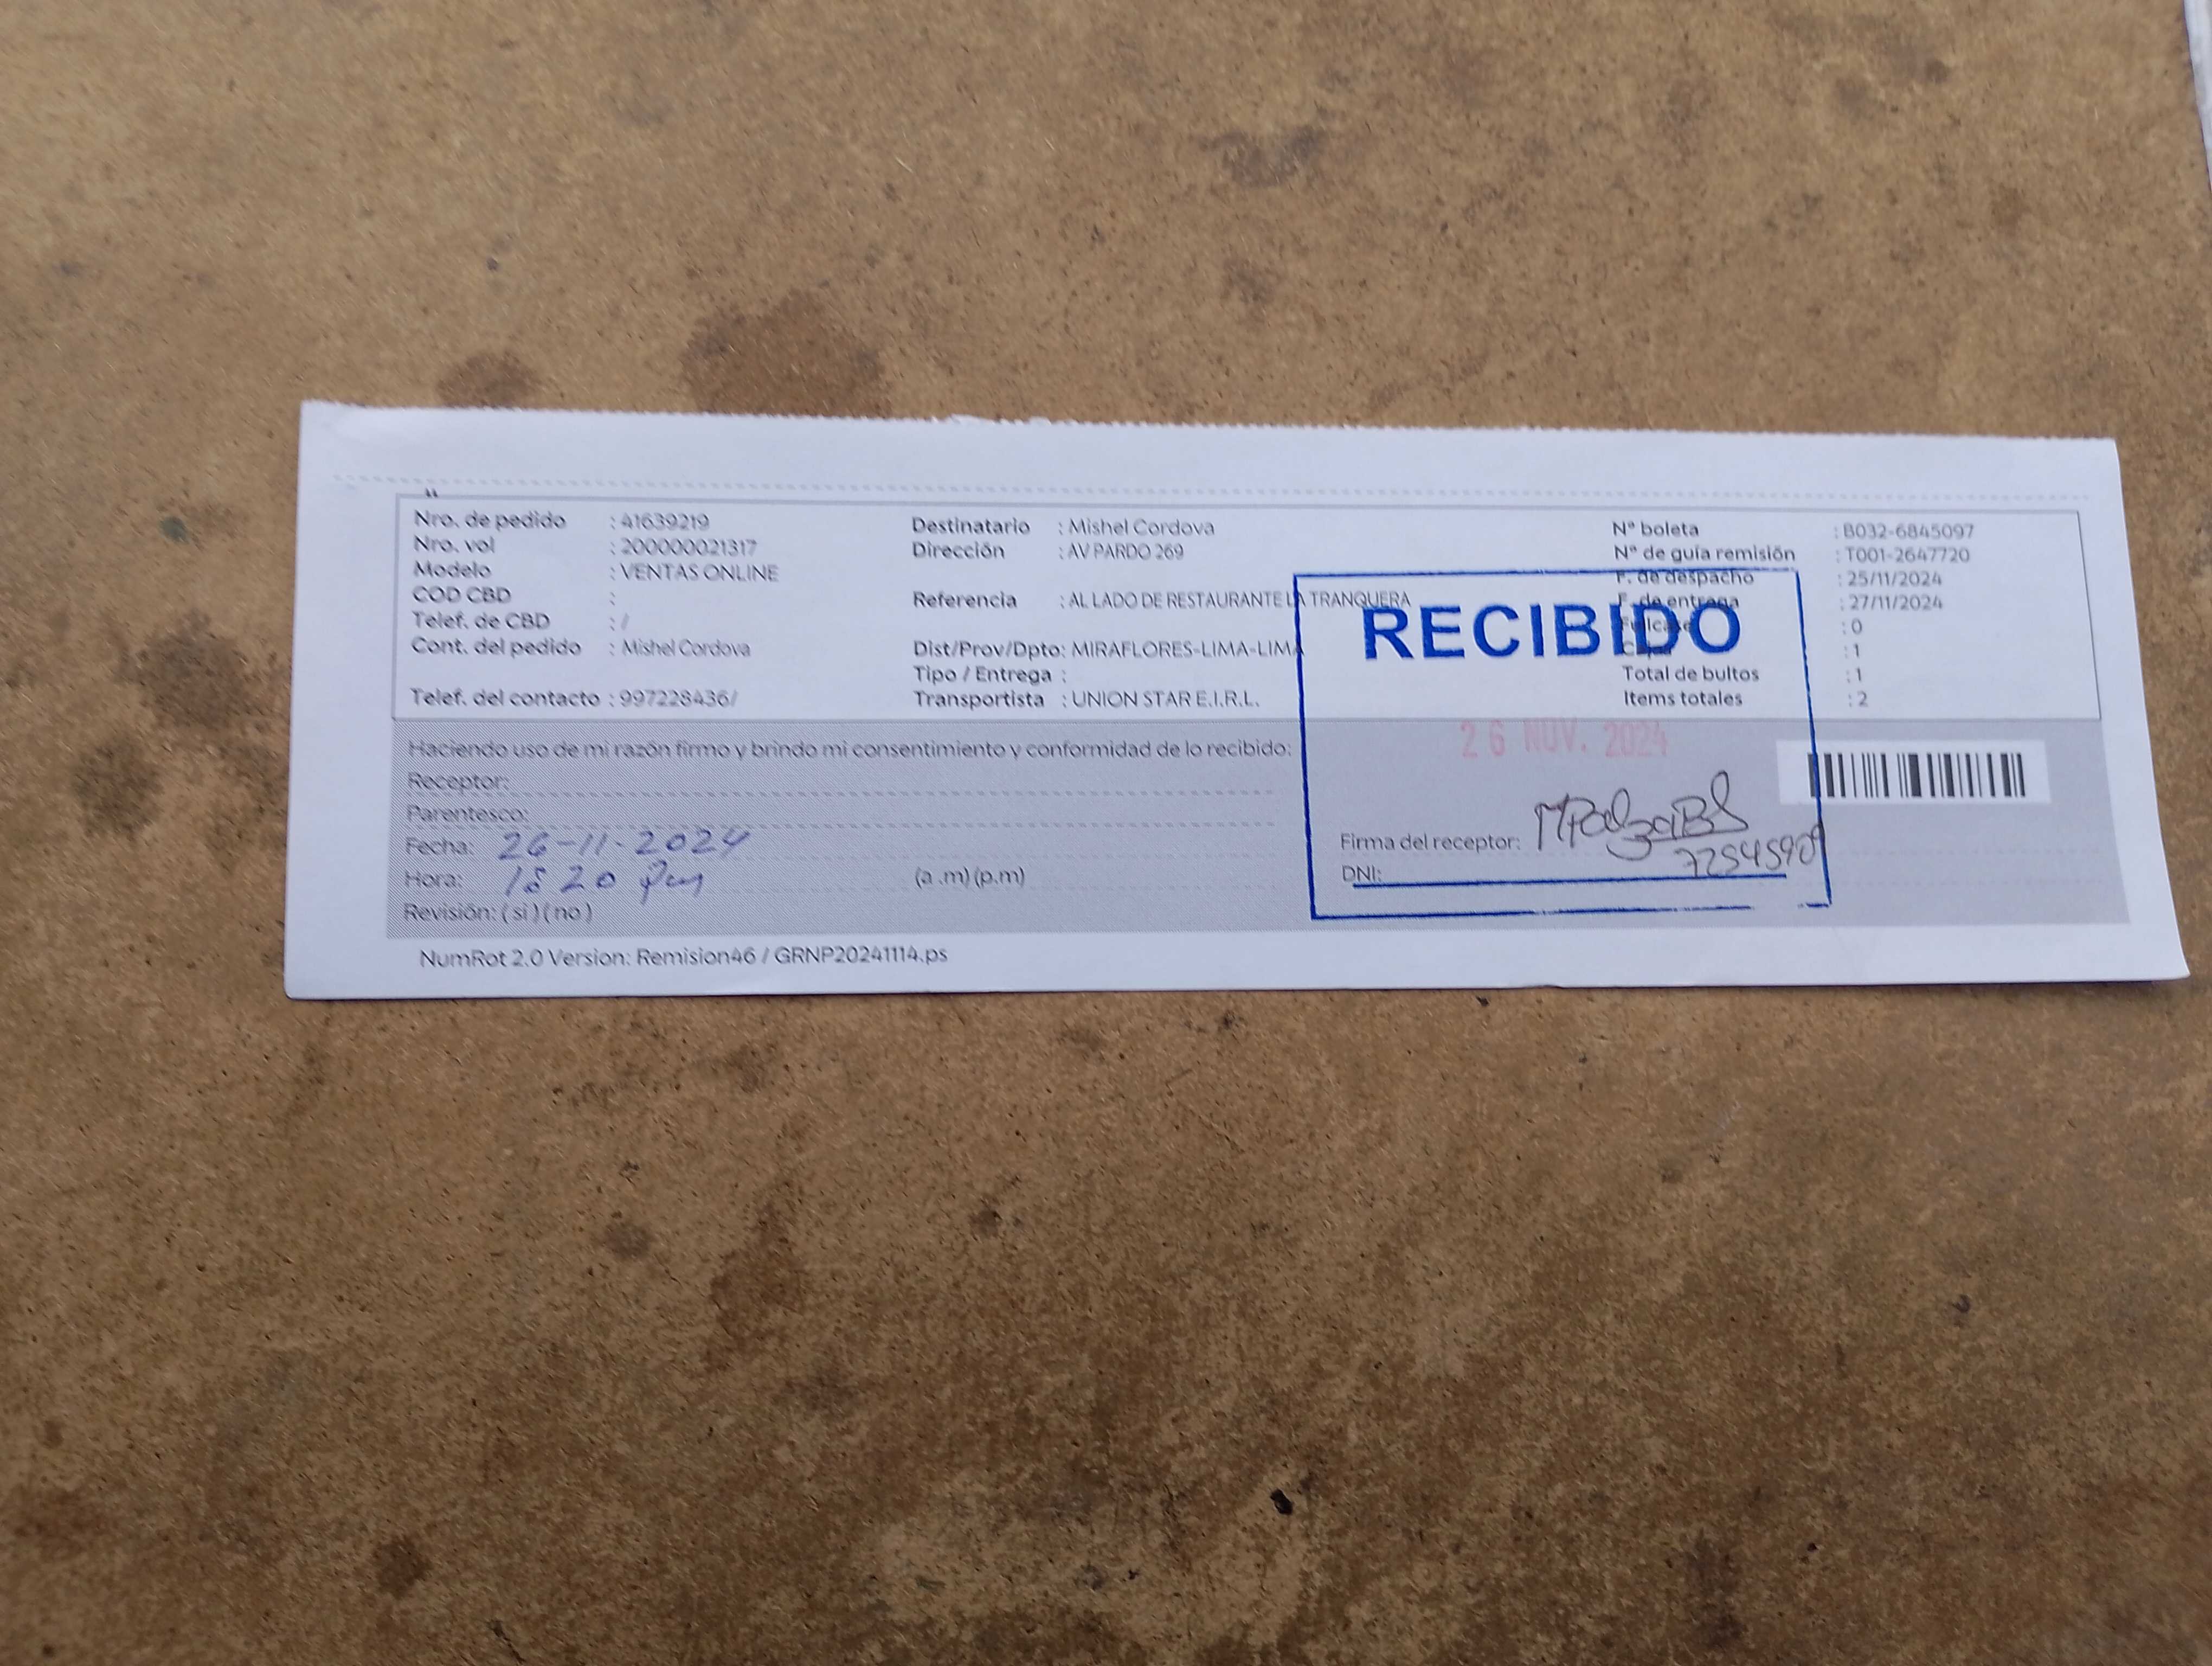 Nro. de pedido : 41639219
Nro. vol : 200000021317
Modelo : VENTAS ONLINE
COD CBD :
Telef. de CBD : /
Cont. del pedido : Mishel Cordova
Telef. del contacto : 997228436/
Destinatario : Mishel Cordova
Dirección : AV PARDO 269
Referencia : AL LADO DE RESTAURANTE LA TRANQUERA
Dist/Prov/Dpto: MIRAFLORES-LIMA-LIMA
Tipo / Entrega :
Transportista : UNION STAR E.I.R.L.
Nº boleta : B032-6845097
Nº de guía remisión : T001-2647720
F. de despacho : 25/11/2024
F. de entrega : 27/11/2024
Fullcase : 0
: 1
Total de bultos : 1
Items totales : 2
RECIBIDO
26 NOV. 2024
Haciendo uso de mi razón firmo y brindo mi consentimiento y conformidad de lo recibido:
Receptor:
Parentesco:
Fecha: 26-11-2024
Hora: 18 20 pm (a .m) (p.m)
Revisión: ( si ) ( no )
Firma del receptor:
DNI: 72545909
NumRot 2.0 Version: Remision46 / GRNP20241114.ps